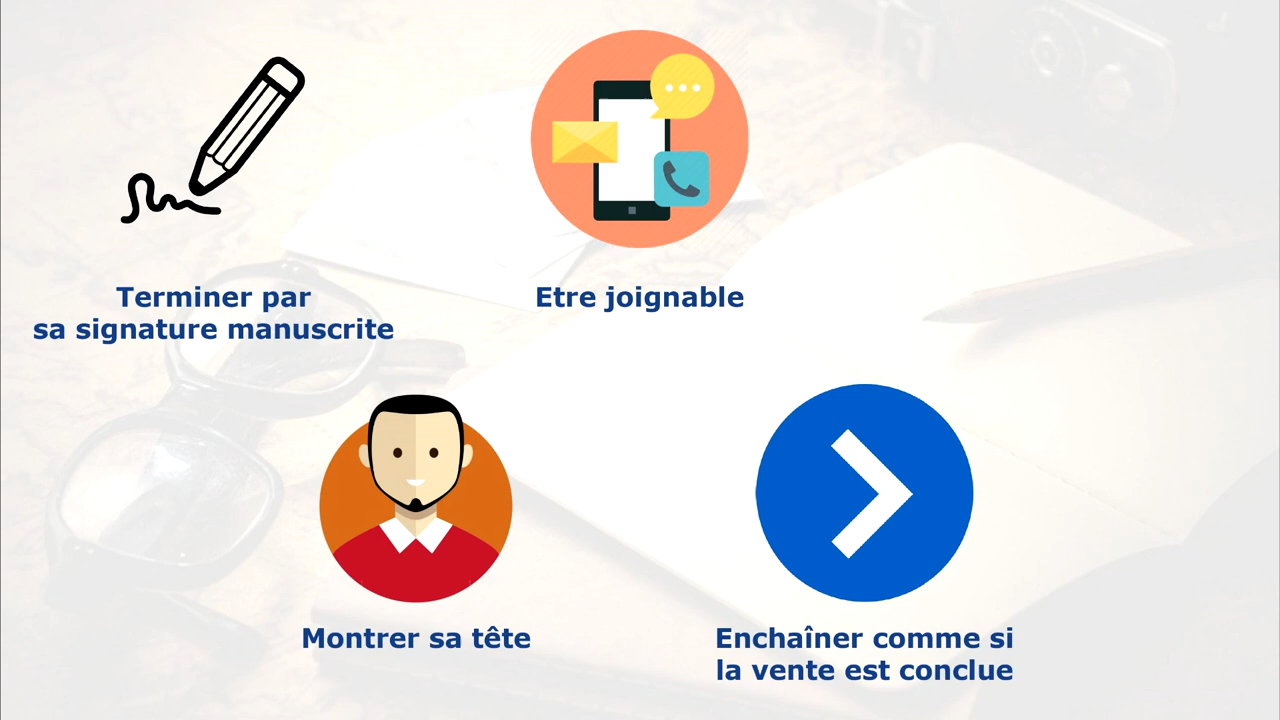 Terminer par
sa signature manuscrite
Etre joignable
Montrer sa tête
Enchaîner comme si
la vente est conclue